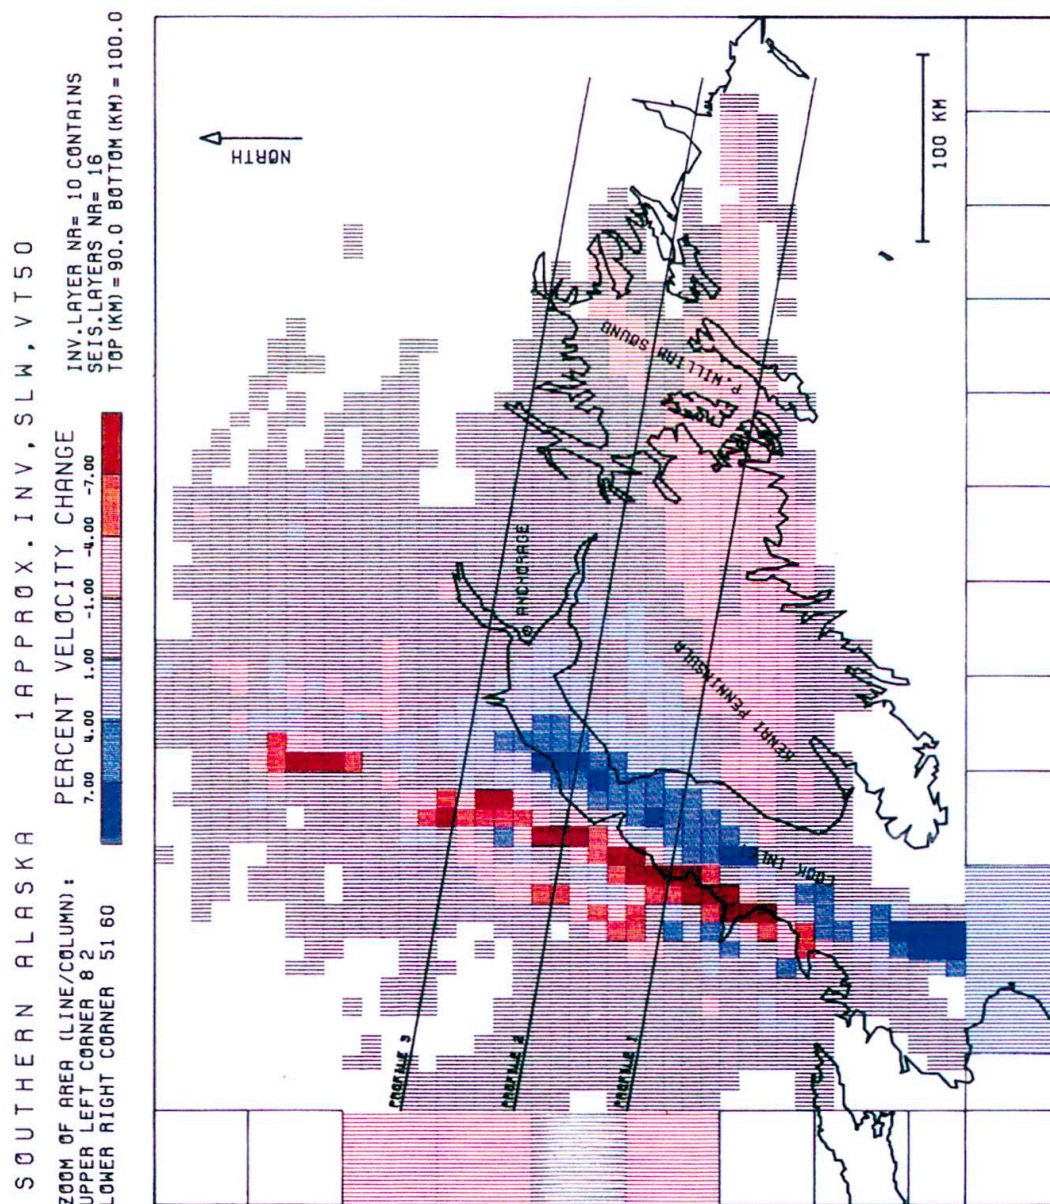 SOUTHERN ALASKA 1APPROX.INV,SLW,VT50
ZOOM OF AREA (LINE/COLUMN):
UPPER LEFT CORNER 8 2
LOWER RIGHT CORNER 51 60
PERCENT VELOCITY CHANGE
7.00 4.00 1.00 -1.00 -4.00 -7.00
INV.LAYER NR= 10 CONTAINS
SEIS.LAYERS NR= 16
TOP(KM)=90.0 BOTTOM(KM)=100.0
NORTH
PROFILE 3
PROFILE 2
PROFILE 1
ANCHORAGE
P.WILLIAM SOUND
KENAI PENNINSULA
COOK INLET
100 KM